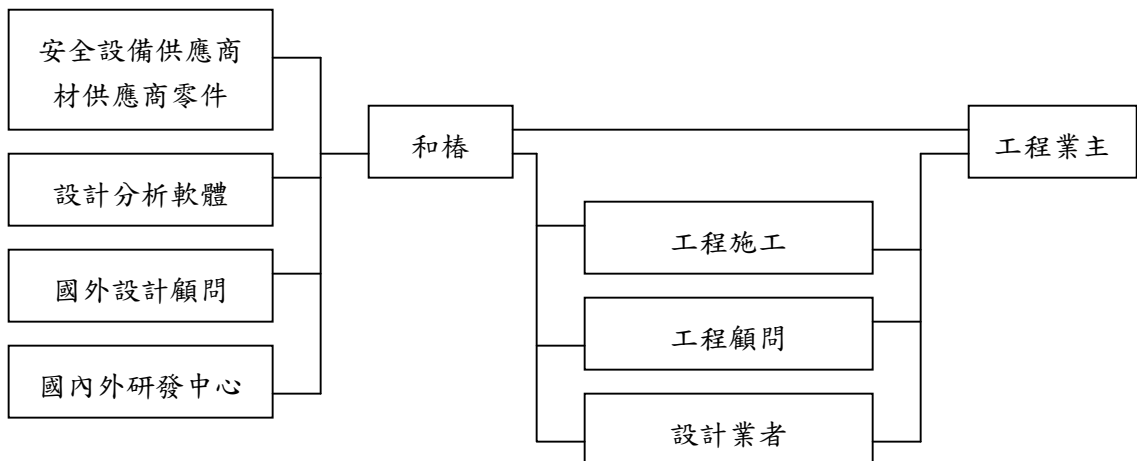 安全設備供應商
材供應商零件
設計分析軟體
國外設計顧問
國內外研發中心
和椿
工程施工
工程顧問
設計業者
工程業主